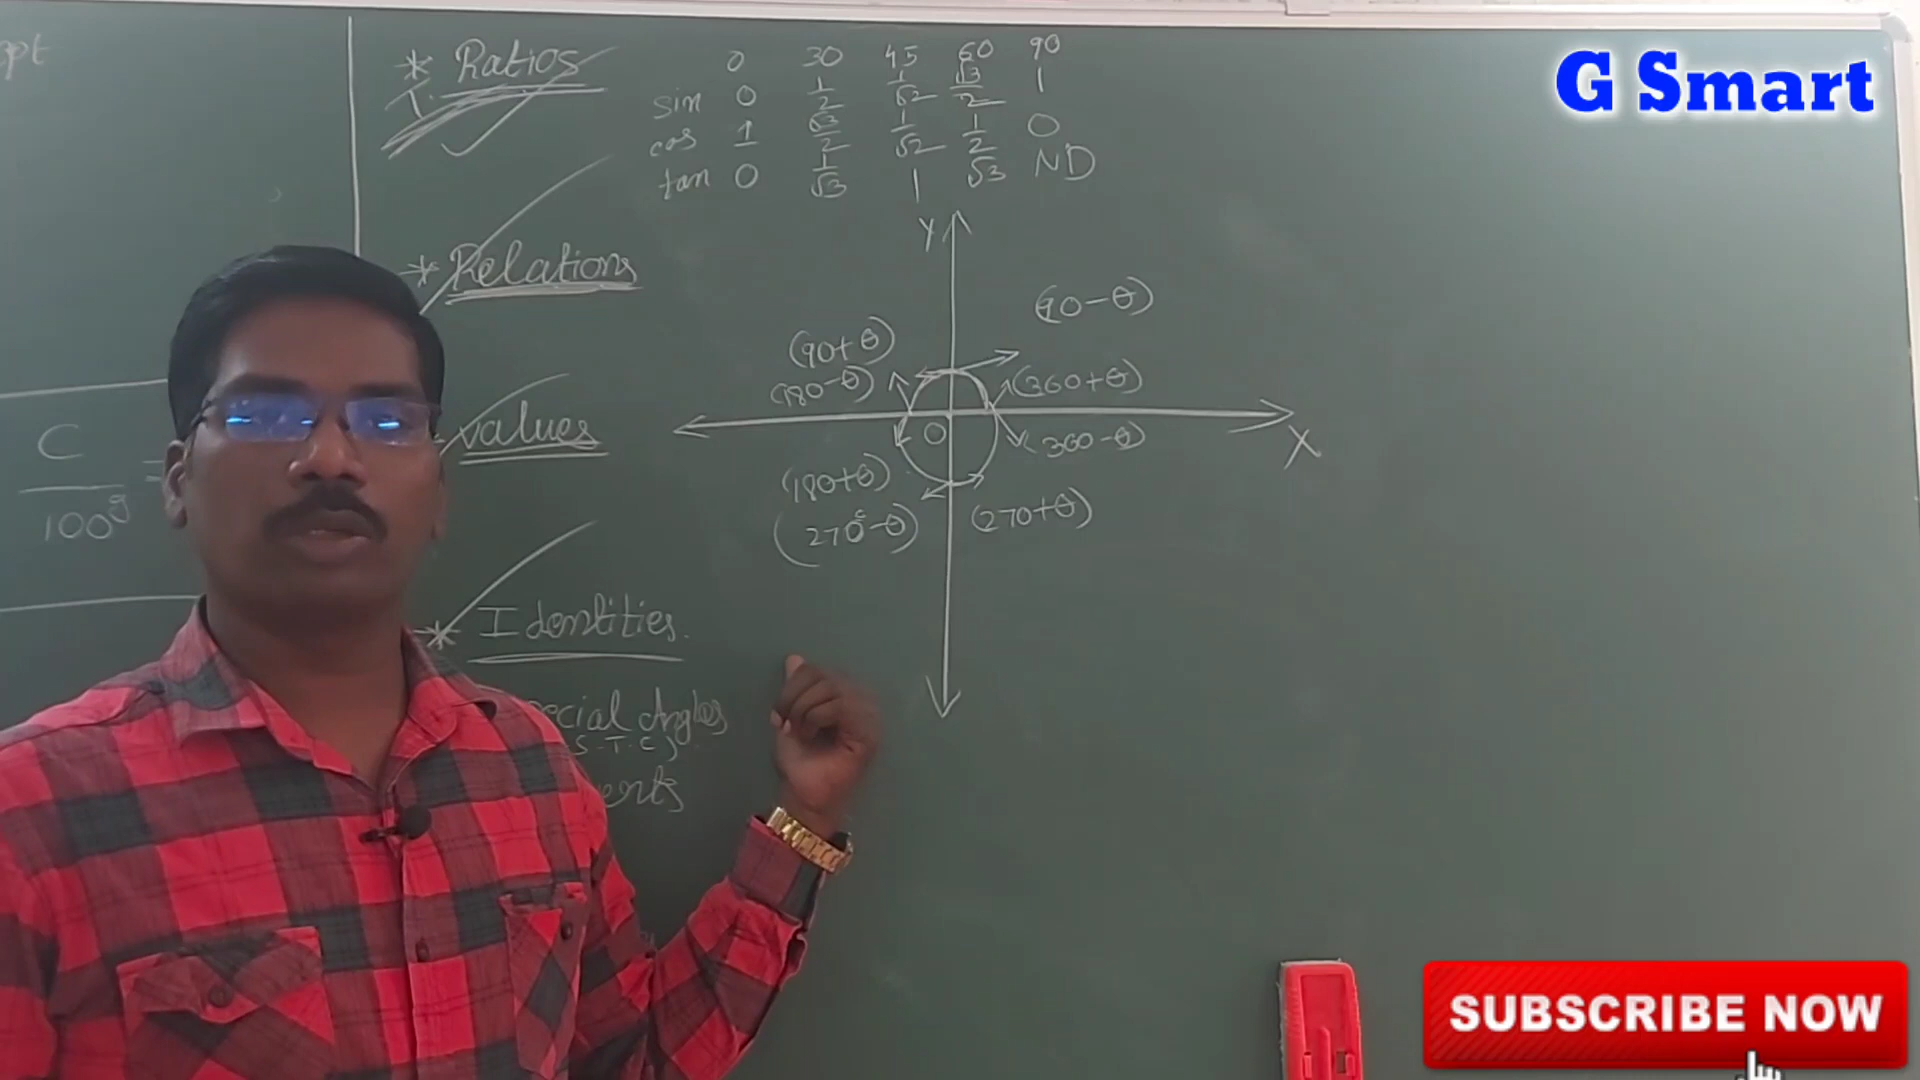 G Smart
* Ratios
T.
0 30 45 60 90
sin 0 1/2 1/√2 √3/2 1
cos 1 √3/2 1/√2 1/2 0
tan 0 1/√3 1 √3 ND
* Relations
values
* Identities.
Angles
S.T.C)
C
100g
=
Y
(90-θ)
(90+θ)
(180-θ)
(360+θ)
O
(360-θ)
X
(180+θ)
(270°-θ)
(270+θ)
SUBSCRIBE NOW